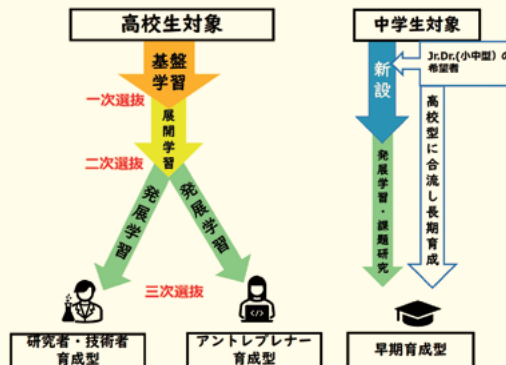 高校生対象
基盤
学習
一次選抜
展開学習
二次選抜
発展学習
発展学習
三次選抜
研究者・技術者
育成型
アントレプレナー
育成型
中学生対象
Jr.Dr.(小中型)の
希望者
新設
発展学習・課題研究
高校型に合流し長期育成
早期育成型